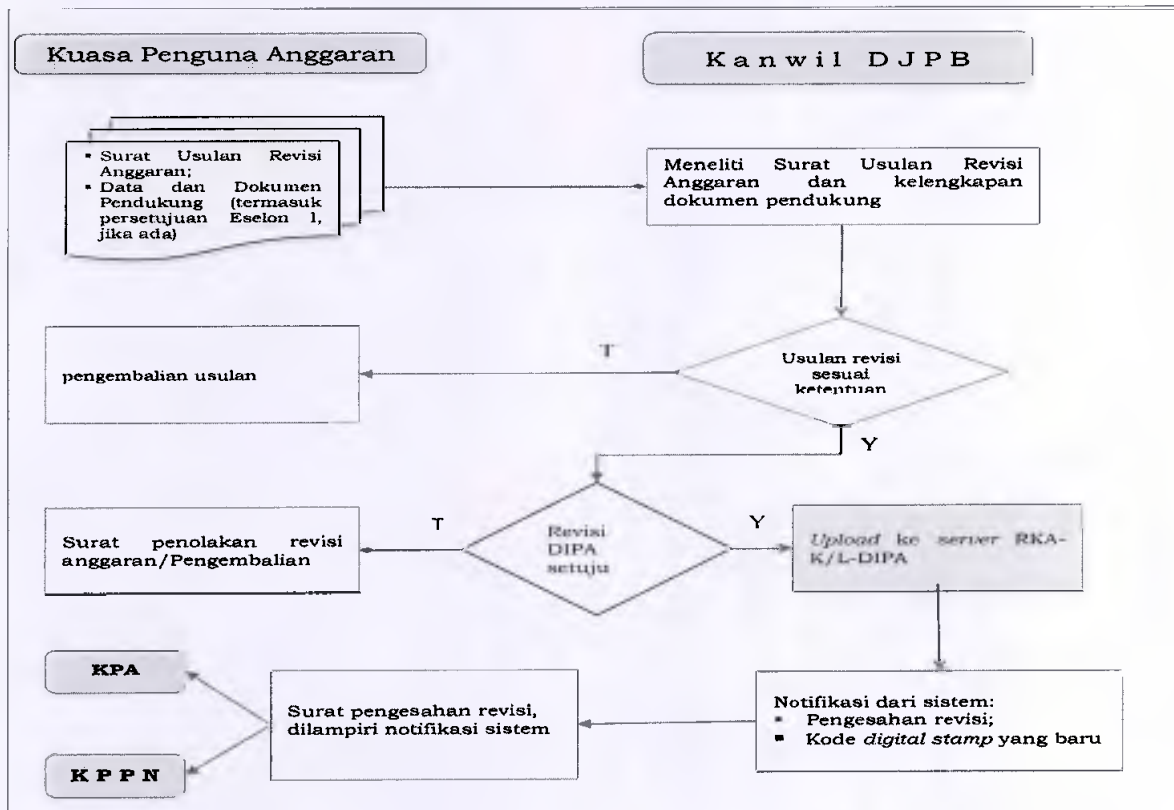 Kuasa Penguna Anggaran
Kanwil DJPB
▪ Surat Usulan Revisi
Anggaran;
▪ Data dan Dokumen
Pendukung (termasuk
persetujuan Eselon 1,
jika ada)
Meneliti Surat Usulan Revisi
Anggaran dan kelengkapan
dokumen pendukung
T
Usulan revisi
sesuai
ketentuan
pengembalian usulan
Y
T
Revisi
DIPA
setuju
Y
Surat penolakan revisi
anggaran/Pengembalian
Upload ke server RKA-
K/L-DIPA
KPA
Surat pengesahan revisi,
dilampiri notifikasi sistem
Notifikasi dari sistem:
▪ Pengesahan revisi;
▪ Kode digital stamp yang baru
KPPN